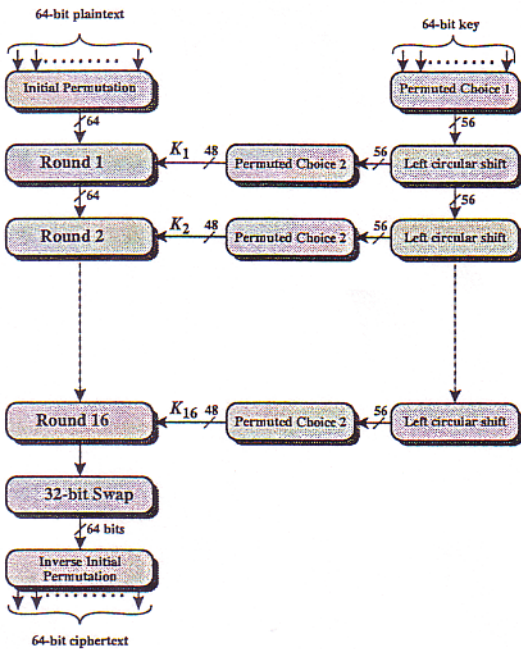 64-bit plaintext
64-bit key
Initial Permutation
Permuted Choice 1
64
56
Round 1
K1
48
Permuted Choice 2
56
Left circular shift
64
56
Round 2
K2
48
Permuted Choice 2
56
Left circular shift
Round 16
K16
48
Permuted Choice 2
56
Left circular shift
32-bit Swap
64 bits
Inverse Initial
Permutation
64-bit ciphertext